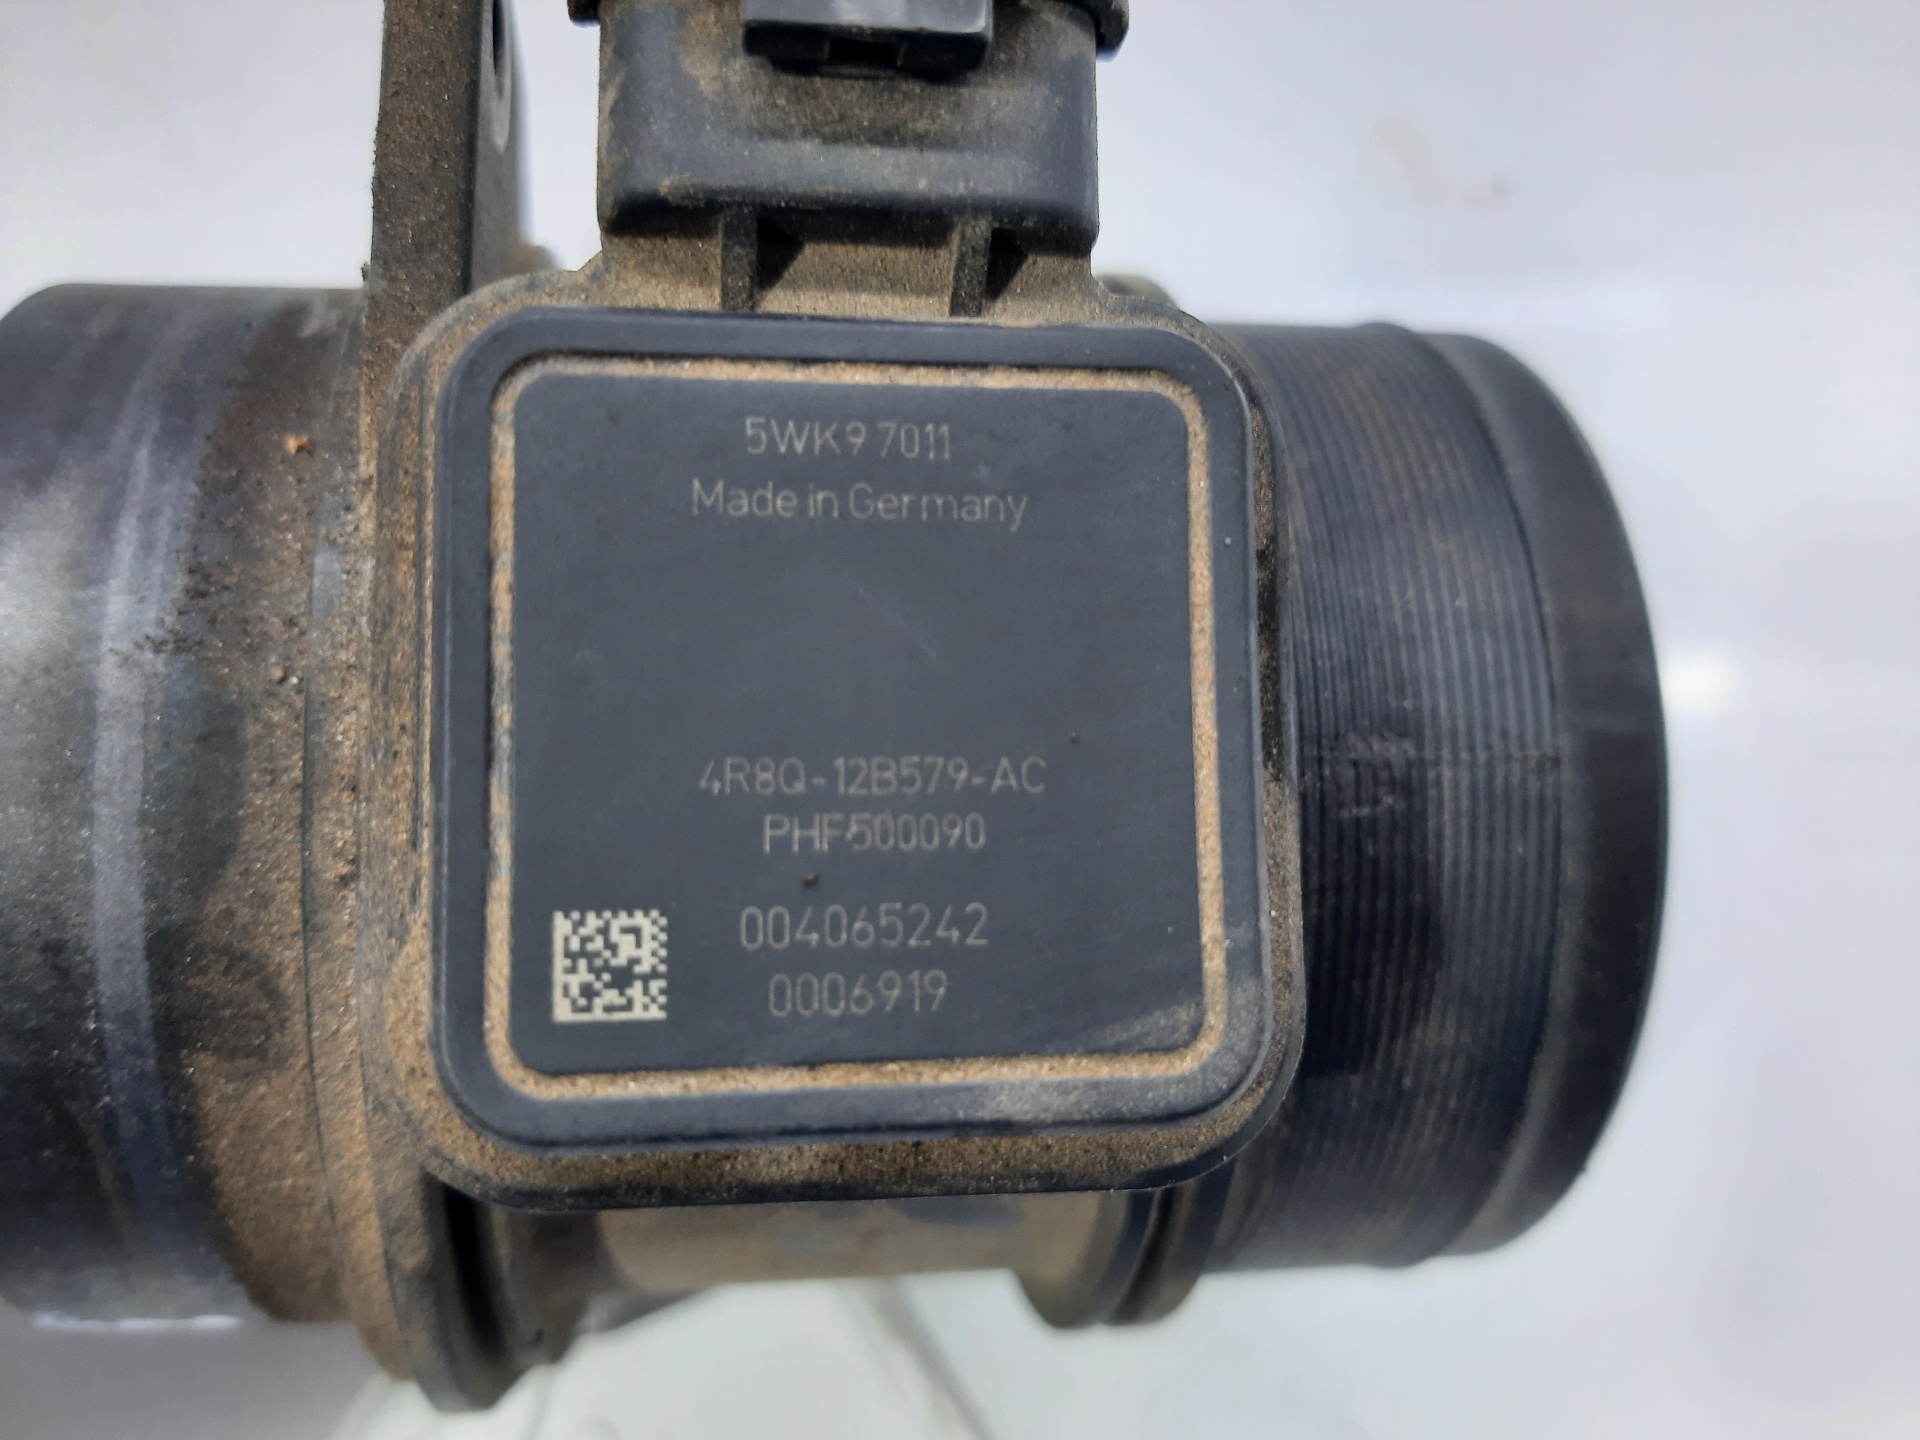 5WK9 7011
Made in Germany
4R8Q-12B579-AC
PHF500090
004065242
0006919